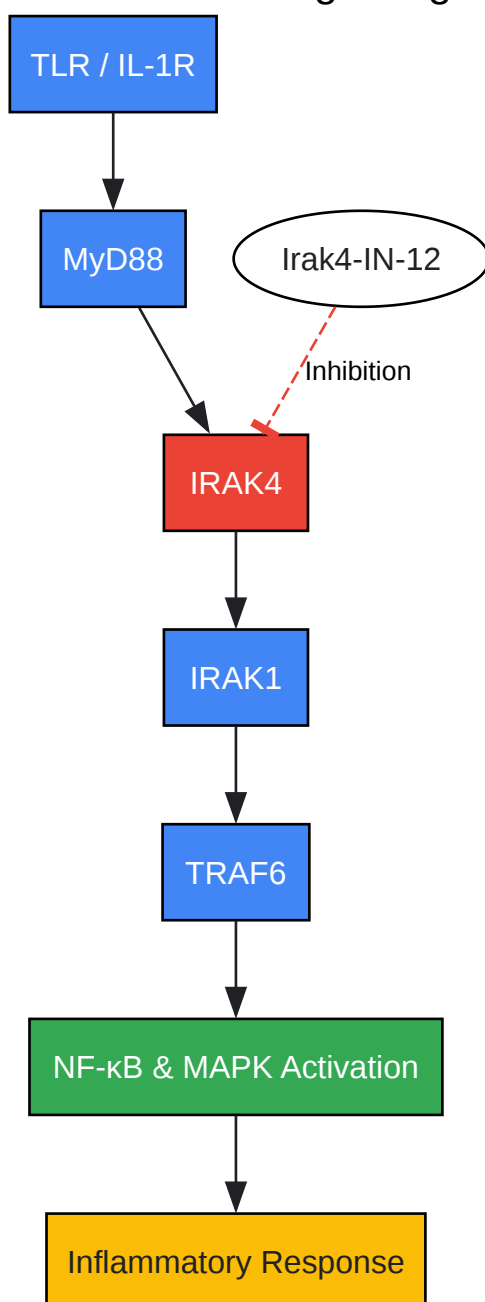 TLR / IL-1R
MyD88
Irak4-IN-12
Inhibition
IRAK4
IRAK1
TRAF6
NF-κB & MAPK Activation
Inflammatory Response